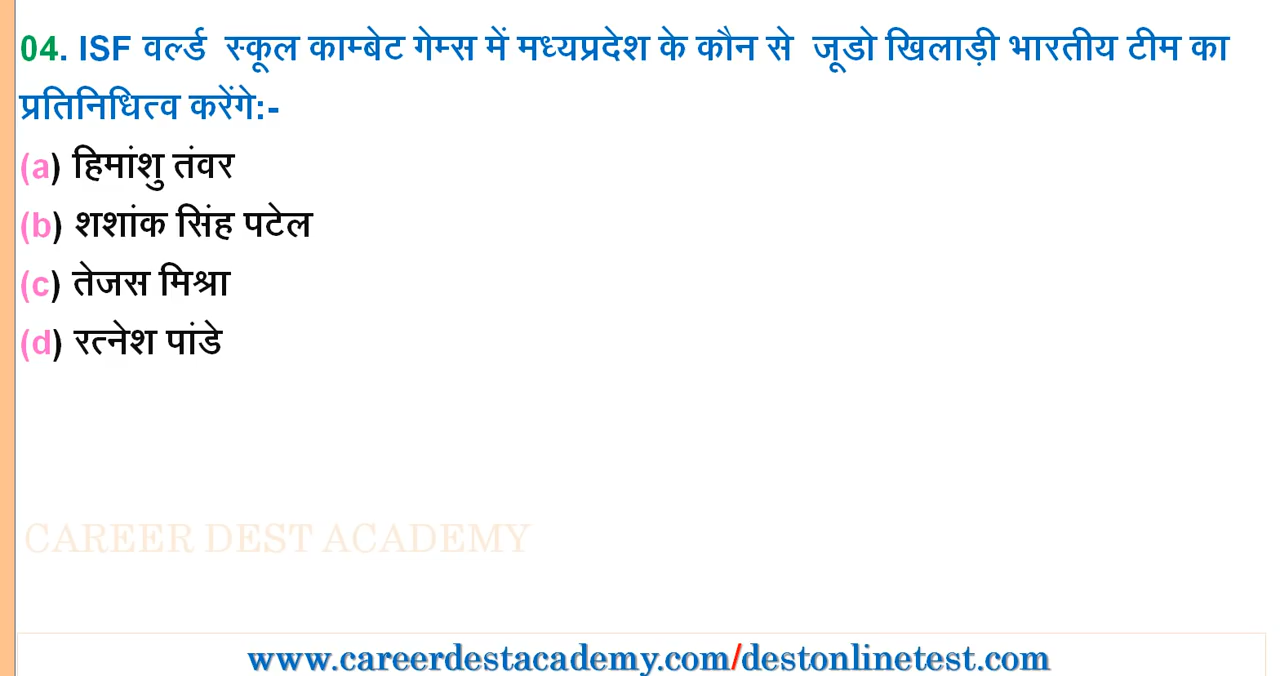 04. ISF वर्ल्ड स्कूल काम्बेट गेम्स में मध्यप्रदेश के कौन से जूडो खिलाड़ी भारतीय टीम का
प्रतिनिधित्व करेंगे:-
(a) हिमांशु तंवर
(b) शशांक सिंह पटेल
(c) तेजस मिश्रा
(d) रत्नेश पांडे
CAREER DEST ACADEMY
www.careerdestacademy.com/destonlinetest.com